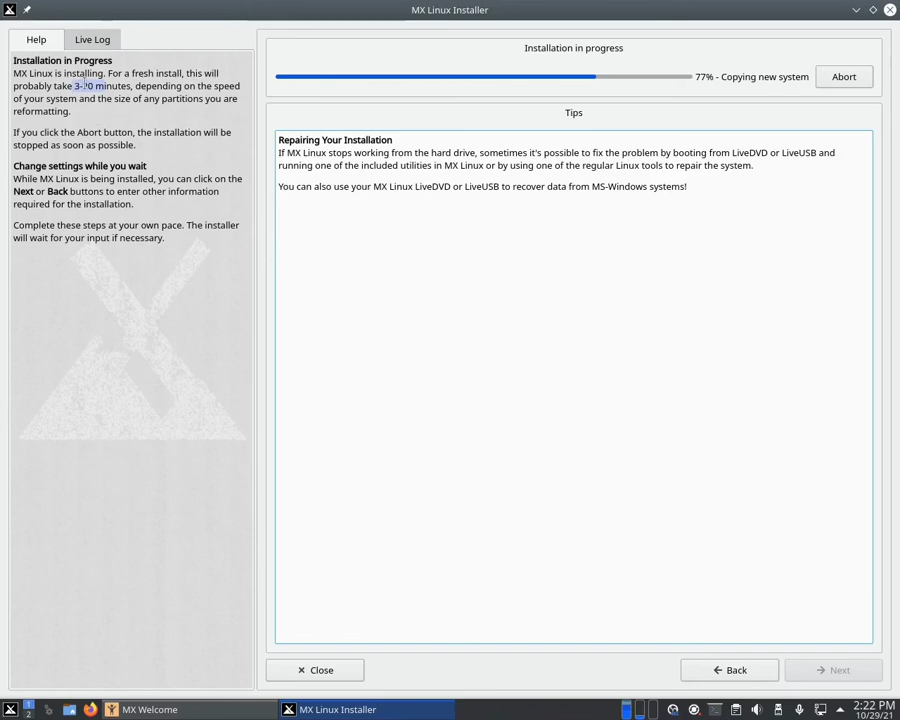 MX Linux Installer
Help
Live Log
Installation in Progress
MX Linux is installing. For a fresh install, this will
probably take 3-20 minutes, depending on the speed
of your system and the size of any partitions you are
reformatting.
If you click the Abort button, the installation will be
stopped as soon as possible.
Change settings while you wait
While MX Linux is being installed, you can click on the
Next or Back buttons to enter other information
required for the installation.
Complete these steps at your own pace. The installer
will wait for your input if necessary.
Installation in progress
77% - Copying new system
Abort
Tips
Repairing Your Installation
If MX Linux stops working from the hard drive, sometimes it's possible to fix the problem by booting from LiveDVD or LiveUSB and
running one of the included utilities in MX Linux or by using one of the regular Linux tools to repair the system.
You can also use your MX Linux LiveDVD or LiveUSB to recover data from MS-Windows systems!
Close
Back
Next
1
2
MX Welcome
MX Linux Installer
2:22 PM
10/29/21